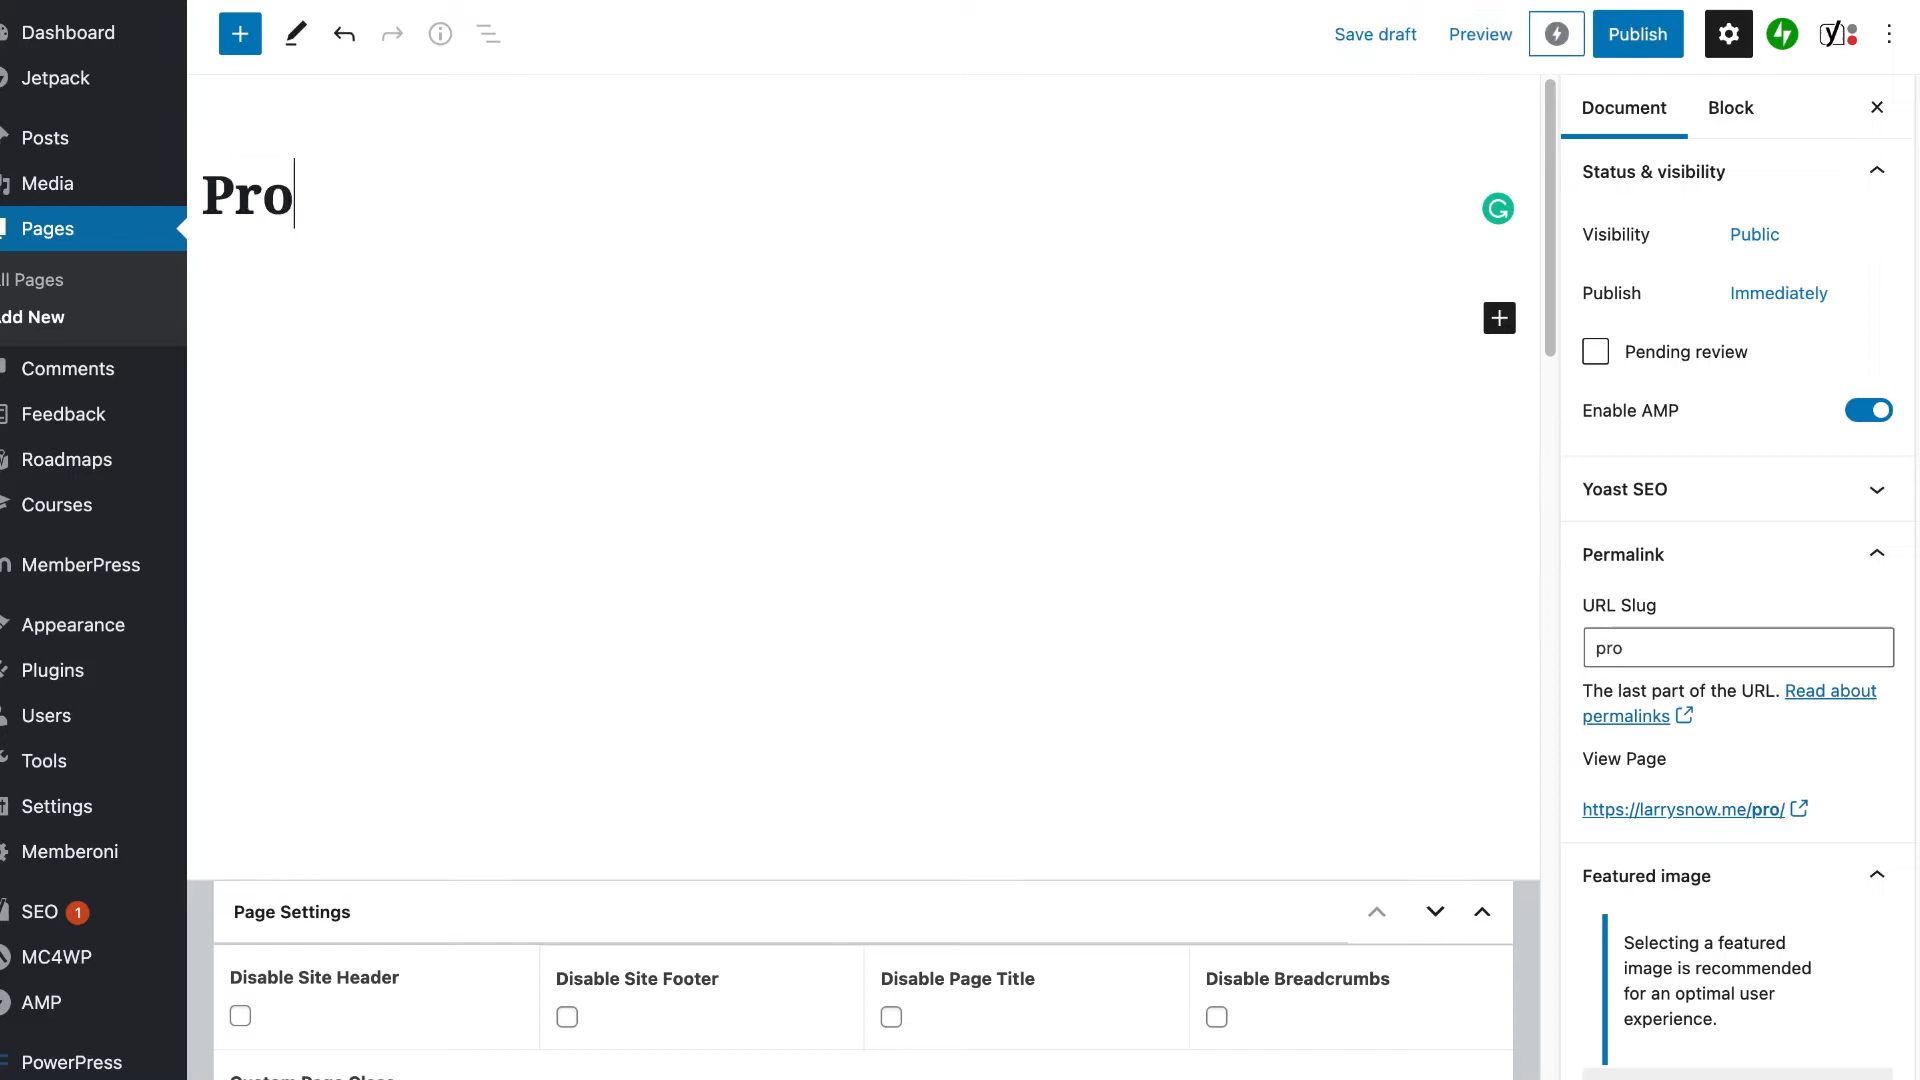 Dashboard
Jetpack
Posts
Media
Pages
ll Pages
dd New
Comments
Feedback
Roadmaps
Courses
MemberPress
Appearance
Plugins
Users
Tools
Settings
Memberoni
SEO 1
MC4WP
AMP
PowerPress
Save draft
Preview
Publish
Pro
Document
Block
Status & visibility
Visibility Public
Publish Immediately
Pending review
Enable AMP
Yoast SEO
Permalink
URL Slug
pro
The last part of the URL. Read about
permalinks
View Page
https://larrysnow.me/pro/
Featured image
Selecting a featured
image is recommended
for an optimal user
experience.
Page Settings
Disable Site Header
Disable Site Footer
Disable Page Title
Disable Breadcrumbs